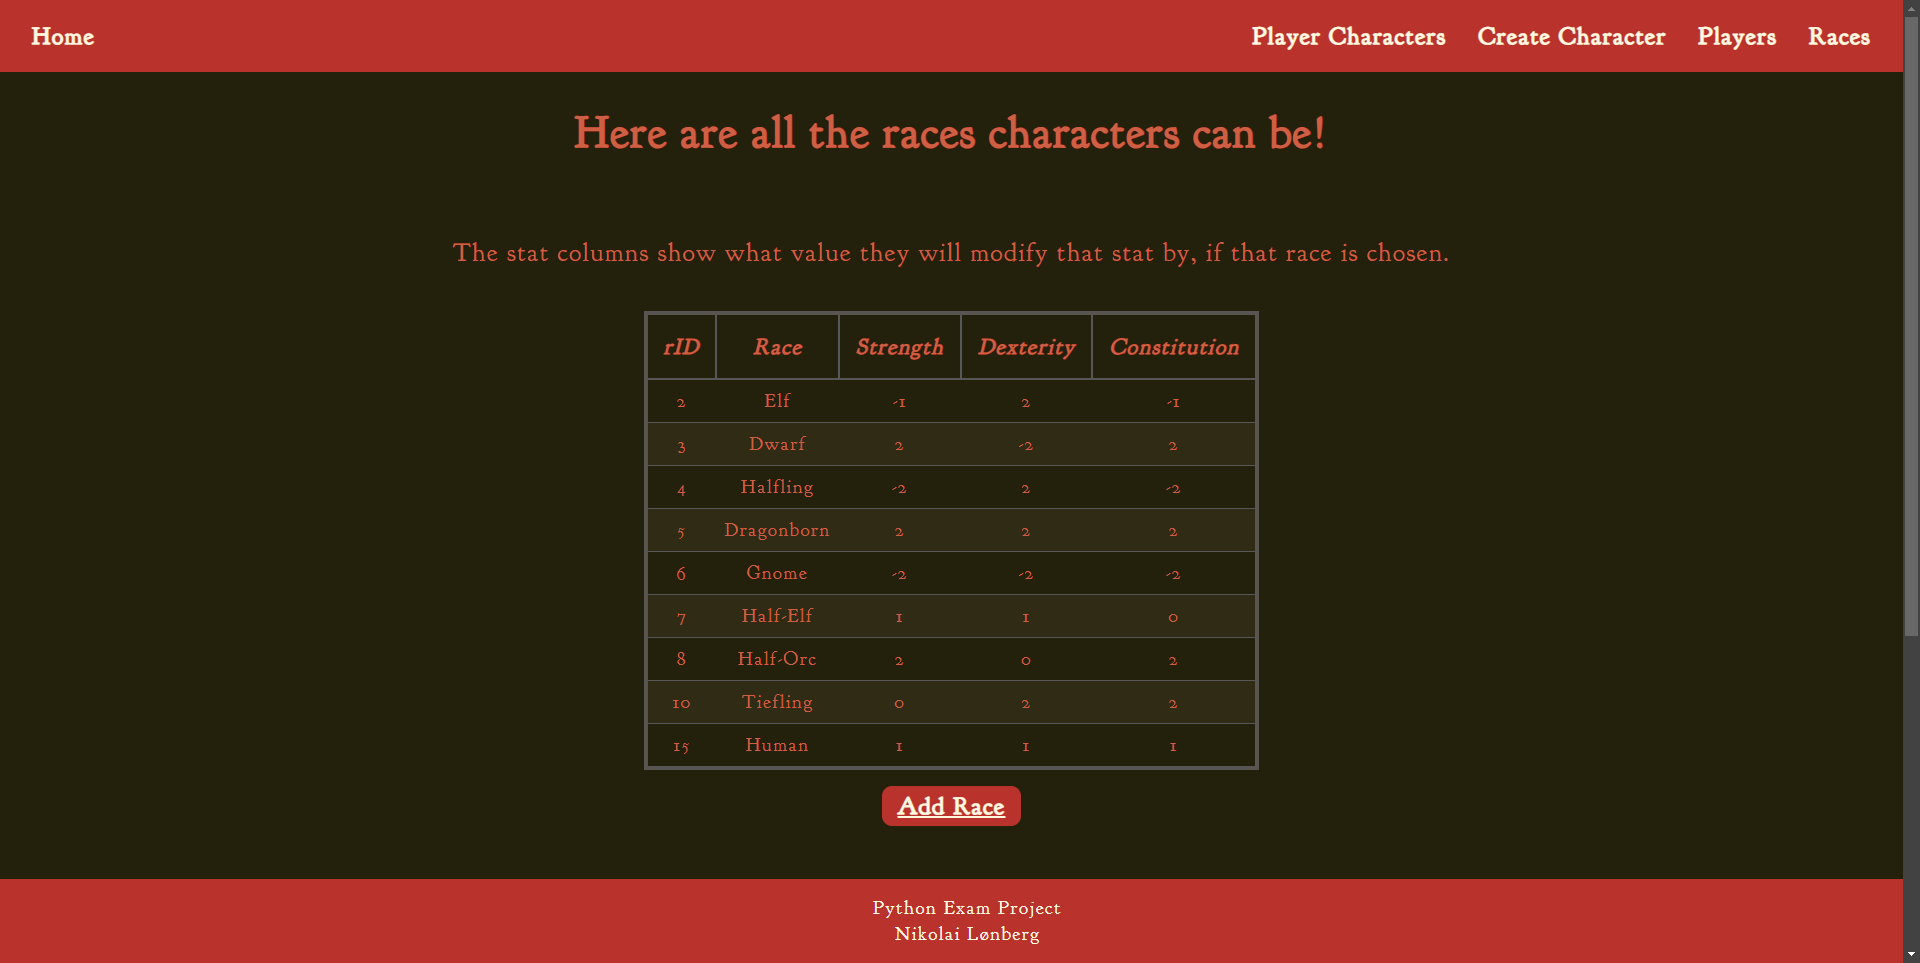 Home Player Characters Create Character Players Races
Here are all the races characters can be!
The stat columns show what value they will modify that stat by, if that race is chosen.
rID Race Strength Dexterity Constitution
2 Elf -1 2 -1
3 Dwarf 2 -2 2
4 Halfling -2 2 -2
5 Dragonborn 2 2 2
6 Gnome -2 -2 -2
7 Half-Elf 1 1 0
8 Half-Orc 2 0 2
10 Tiefling 0 2 2
15 Human 1 1 1
Add Race
Python Exam Project
Nikolai Lønberg